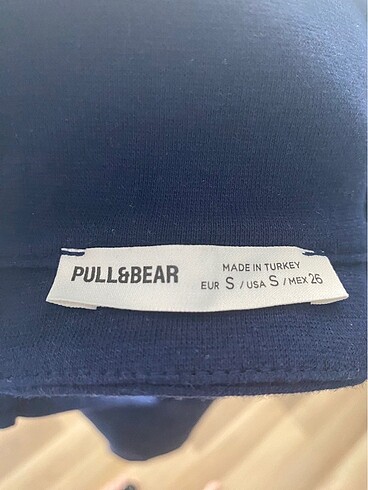 PULL&BEAR
MADE IN TURKEY
EUR S / USA S / MEX 26